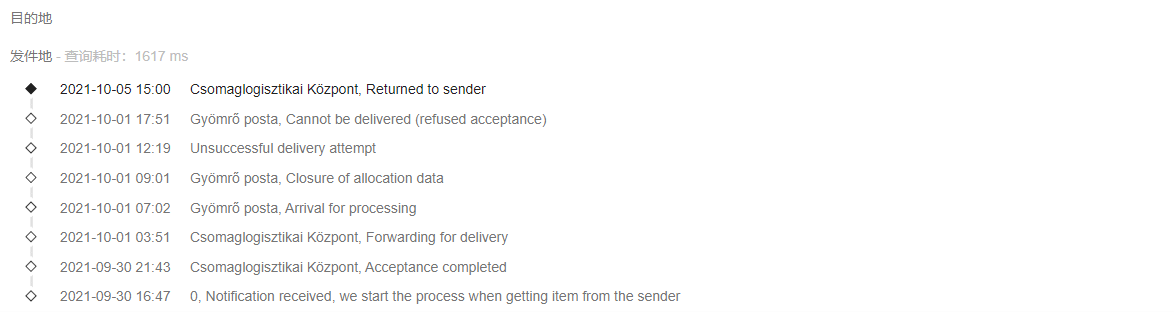 目的地
发件地 - 查询耗时：1617 ms
2021-10-05 15:00 Csomaglogisztikai Központ, Returned to sender
2021-10-01 17:51 Gyömrő posta, Cannot be delivered (refused acceptance)
2021-10-01 12:19 Unsuccessful delivery attempt
2021-10-01 09:01 Gyömrő posta, Closure of allocation data
2021-10-01 07:02 Gyömrő posta, Arrival for processing
2021-10-01 03:51 Csomaglogisztikai Központ, Forwarding for delivery
2021-09-30 21:43 Csomaglogisztikai Központ, Acceptance completed
2021-09-30 16:47 0, Notification received, we start the process when getting item from the sender